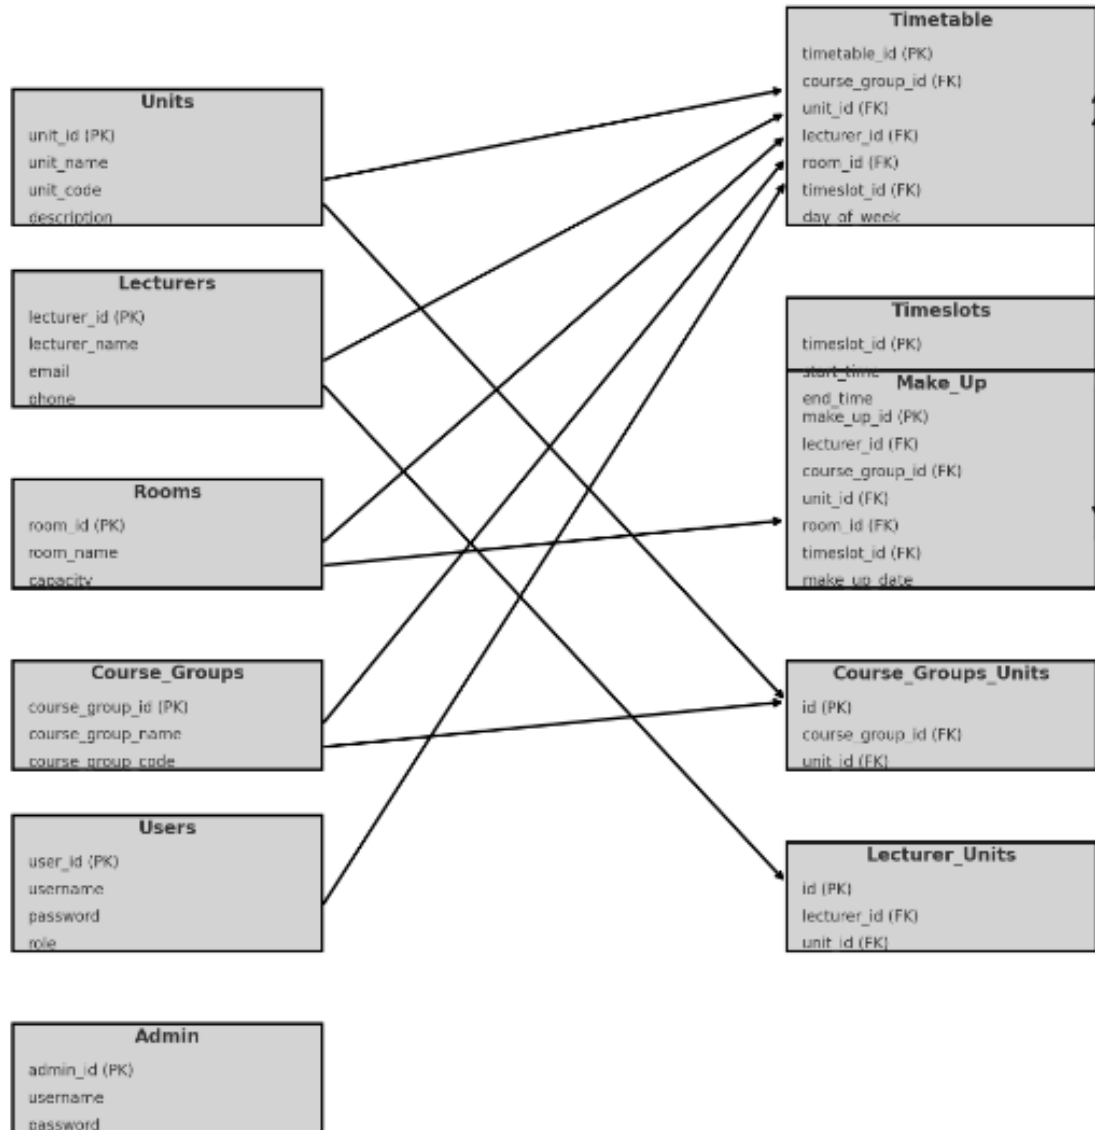 Units
unit_id (PK)
unit_name
unit_code
description
Lecturers
lecturer_id (PK)
lecturer_name
email
phone
Rooms
room_id (PK)
room_name
capacity
Course_Groups
course_group_id (PK)
course_group_name
course_group_code
Users
user_id (PK)
username
password
role
Admin
admin_id (PK)
username
password
Timetable
timetable_id (PK)
course_group_id (FK)
unit_id (FK)
lecturer_id (FK)
room_id (FK)
timeslot_id (FK)
day_of_week
Timeslots
timeslot_id (PK)
start_time
end_time
Make_Up
make_up_id (PK)
lecturer_id (FK)
course_group_id (FK)
unit_id (FK)
room_id (FK)
timeslot_id (FK)
make_up_date
Course_Groups_Units
id (PK)
course_group_id (FK)
unit_id (FK)
Lecturer_Units
id (PK)
lecturer_id (FK)
unit_id (FK)